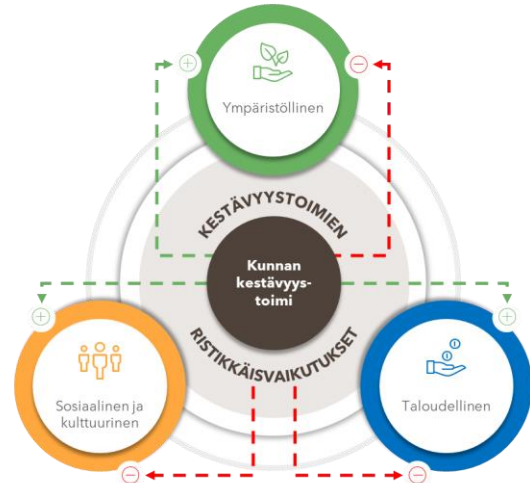 Ympäristöllinen
KESTÄVYYSTOIMIEN
Kunnan
kestävyys-
toimi
RISTIKKÄISVAIKUTUKSET
Sosiaalinen ja
kulttuurinen
Taloudellinen